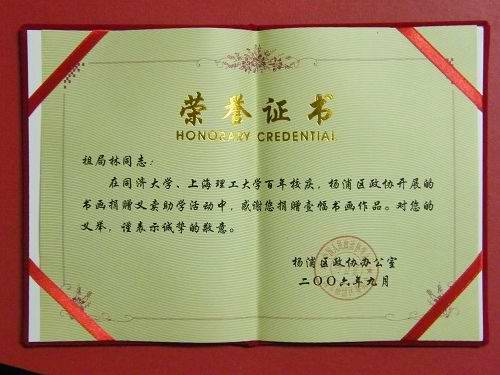 荣誉证书
HONORARY CREDENTIAL
祖局林同志：
在同济大学、上海理工大学百年校庆，杨浦区政协开展的
书画捐赠义卖助学活动中，感谢您捐赠壹幅书画作品。对您的
义举，谨表示诚挚的敬意。
杨浦区政协办公室
二〇〇六年九月